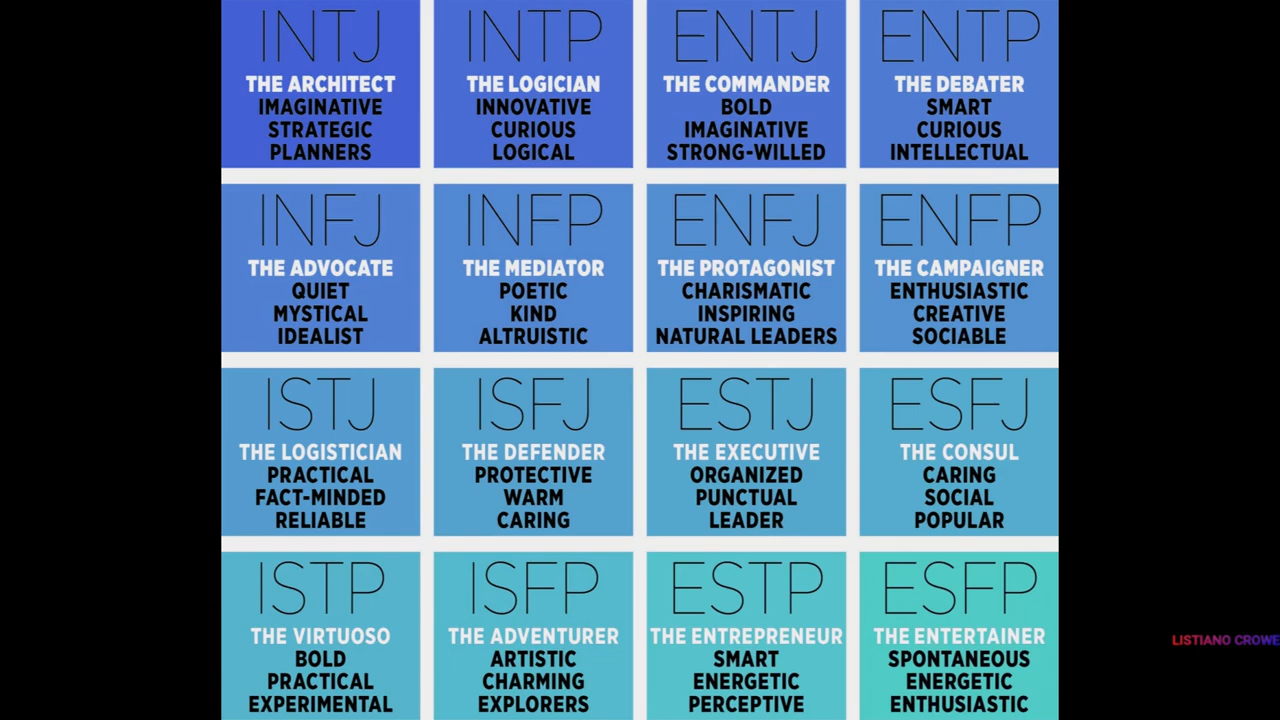 INTJ
THE ARCHITECT
IMAGINATIVE
STRATEGIC
PLANNERS
INTP
THE LOGICIAN
INNOVATIVE
CURIOUS
LOGICAL
ENTJ
THE COMMANDER
BOLD
IMAGINATIVE
STRONG-WILLED
ENTP
THE DEBATER
SMART
CURIOUS
INTELLECTUAL
INFJ
THE ADVOCATE
QUIET
MYSTICAL
IDEALIST
INFP
THE MEDIATOR
POETIC
KIND
ALTRUISTIC
ENFJ
THE PROTAGONIST
CHARISMATIC
INSPIRING
NATURAL LEADERS
ENFP
THE CAMPAIGNER
ENTHUSIASTIC
CREATIVE
SOCIABLE
ISTJ
THE LOGISTICIAN
PRACTICAL
FACT-MINDED
RELIABLE
ISFJ
THE DEFENDER
PROTECTIVE
WARM
CARING
ESTJ
THE EXECUTIVE
ORGANIZED
PUNCTUAL
LEADER
ESFJ
THE CONSUL
CARING
SOCIAL
POPULAR
ISTP
THE VIRTUOSO
BOLD
PRACTICAL
EXPERIMENTAL
ISFP
THE ADVENTURER
ARTISTIC
CHARMING
EXPLORERS
ESTP
THE ENTREPRENEUR
SMART
ENERGETIC
PERCEPTIVE
ESFP
THE ENTERTAINER
SPONTANEOUS
ENERGETIC
ENTHUSIASTIC
LISTIANO CROWE